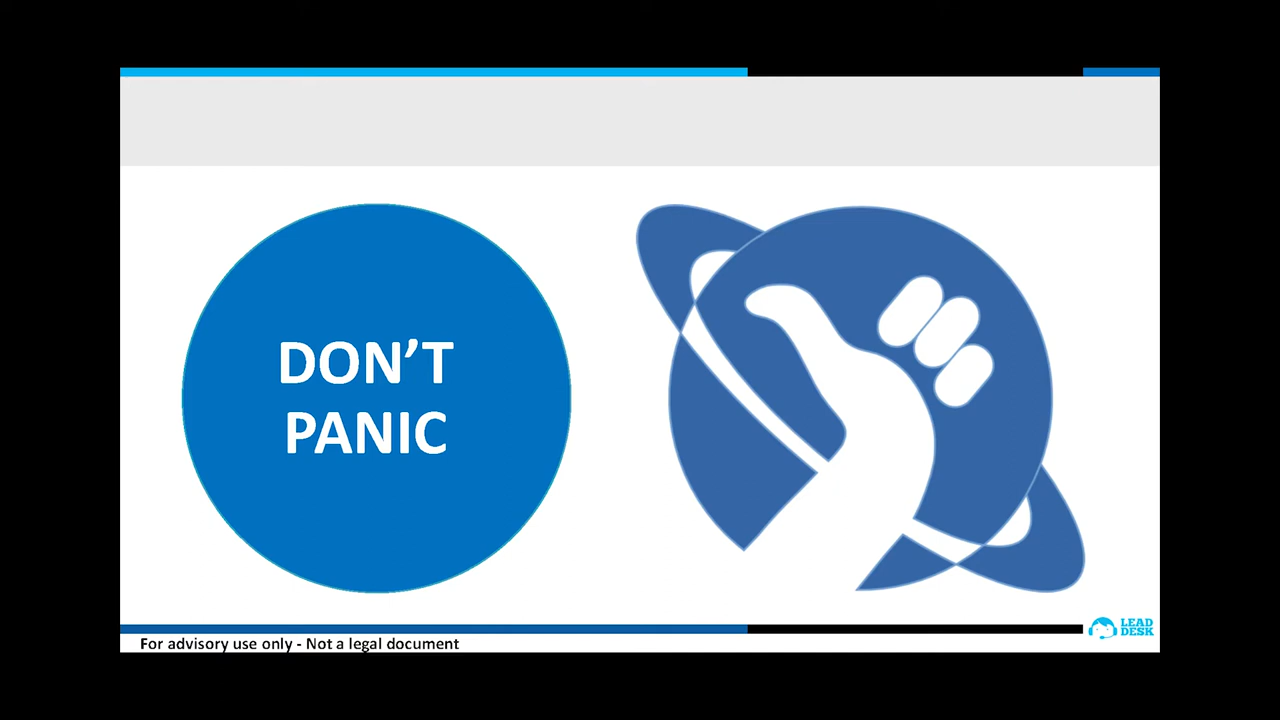 DON’T
PANIC
For advisory use only - Not a legal document
LEAD
DESK